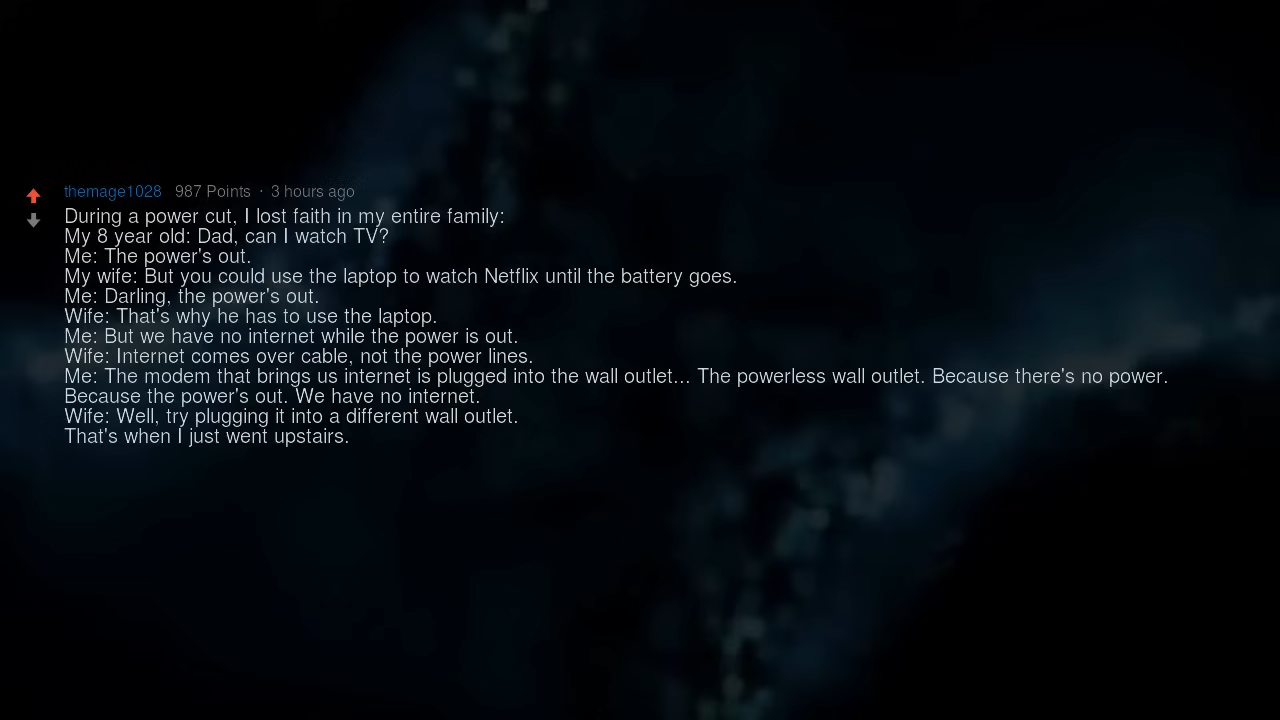 themage1028 987 Points · 3 hours ago
During a power cut, I lost faith in my entire family:
My 8 year old: Dad, can I watch TV?
Me: The power's out.
My wife: But you could use the laptop to watch Netflix until the battery goes.
Me: Darling, the power's out.
Wife: That's why he has to use the laptop.
Me: But we have no internet while the power is out.
Wife: Internet comes over cable, not the power lines.
Me: The modem that brings us internet is plugged into the wall outlet... The powerless wall outlet. Because there's no power.
Because the power's out. We have no internet.
Wife: Well, try plugging it into a different wall outlet.
That's when I just went upstairs.